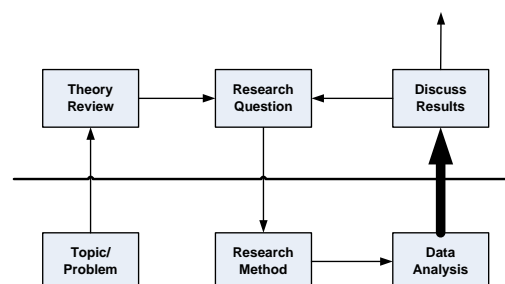 Theory
Review
Research
Question
Discuss
Results
Topic/
Problem
Research
Method
Data
Analysis